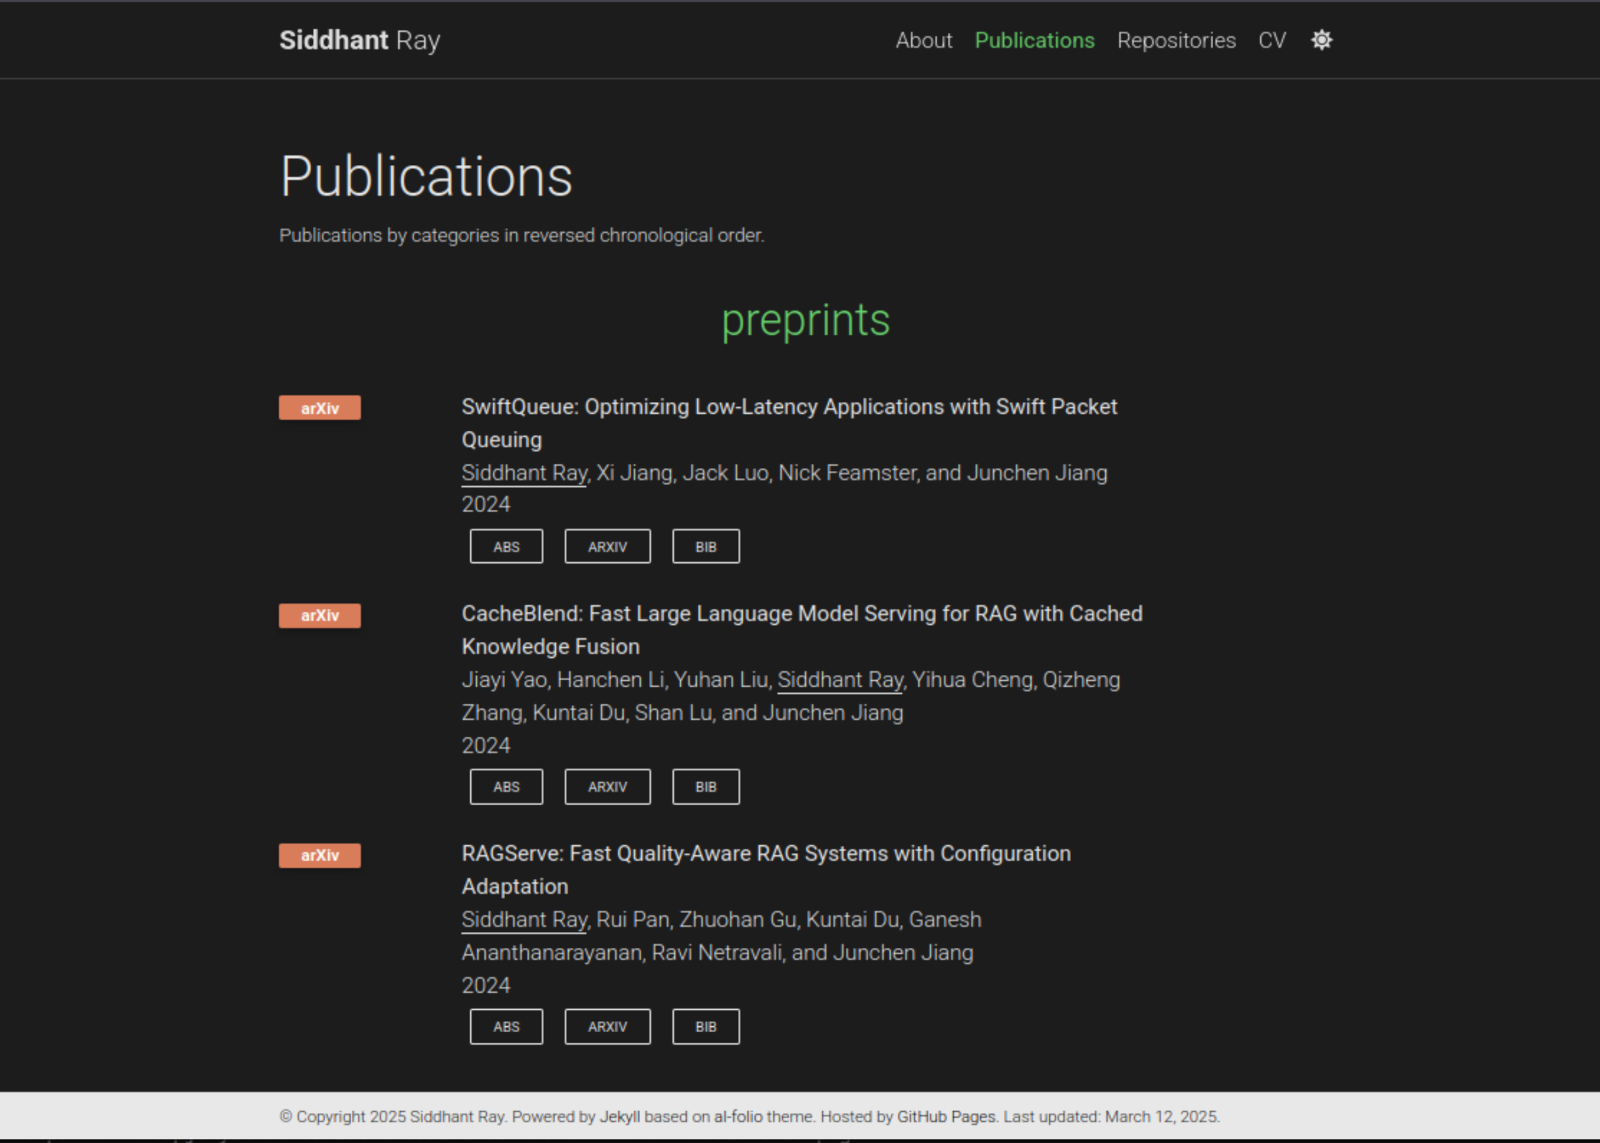 Siddhant Ray
About Publications Repositories CV
Publications
Publications by categories in reversed chronological order.
preprints
arXiv
SwiftQueue: Optimizing Low-Latency Applications with Swift Packet
Queuing
Siddhant Ray, Xi Jiang, Jack Luo, Nick Feamster, and Junchen Jiang
2024
ABS ARXIV BIB
arXiv
CacheBlend: Fast Large Language Model Serving for RAG with Cached
Knowledge Fusion
Jiayi Yao, Hanchen Li, Yuhan Liu, Siddhant Ray, Yihua Cheng, Qizheng
Zhang, Kuntai Du, Shan Lu, and Junchen Jiang
2024
ABS ARXIV BIB
arXiv
RAGServe: Fast Quality-Aware RAG Systems with Configuration
Adaptation
Siddhant Ray, Rui Pan, Zhuohan Gu, Kuntai Du, Ganesh
Ananthanarayanan, Ravi Netravali, and Junchen Jiang
2024
ABS ARXIV BIB
© Copyright 2025 Siddhant Ray. Powered by Jekyll based on al-folio theme. Hosted by GitHub Pages. Last updated: March 12, 2025.